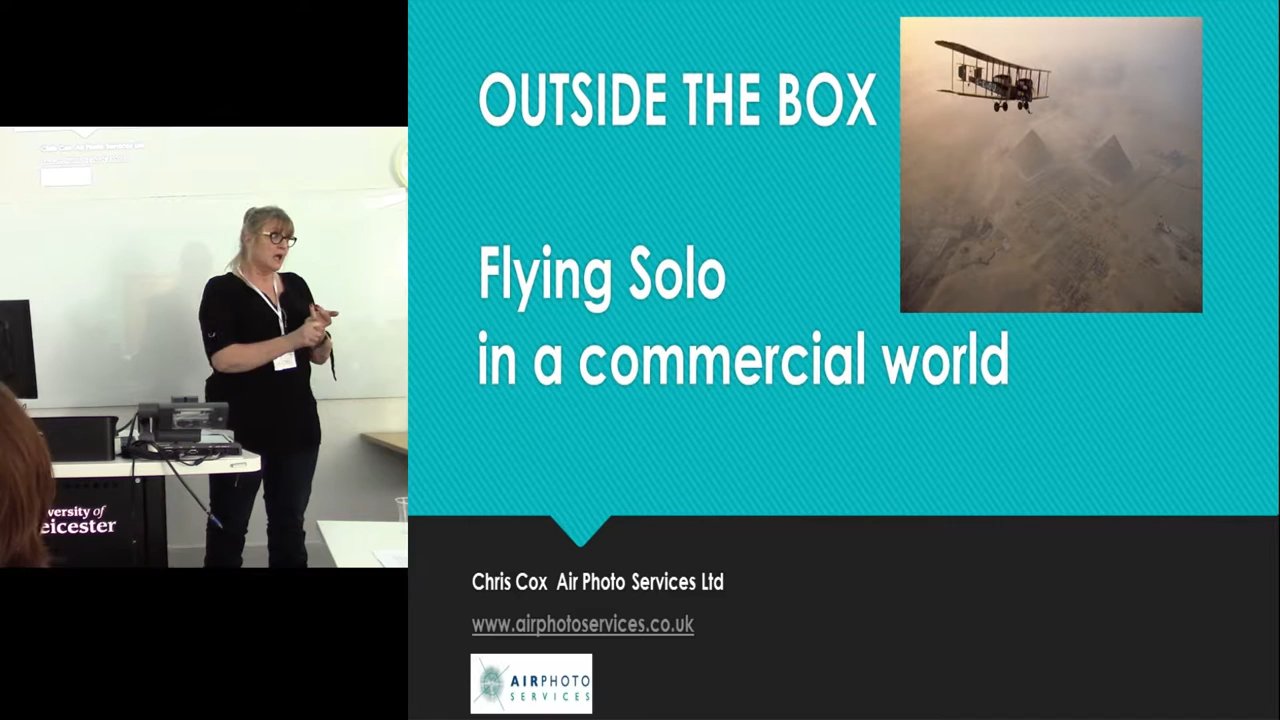 OUTSIDE THE BOX
Flying Solo
in a commercial world
Chris Cox Air Photo Services Ltd
www.airphotoservices.co.uk
AIRPHOTO
SERVICES
versity of
eicester